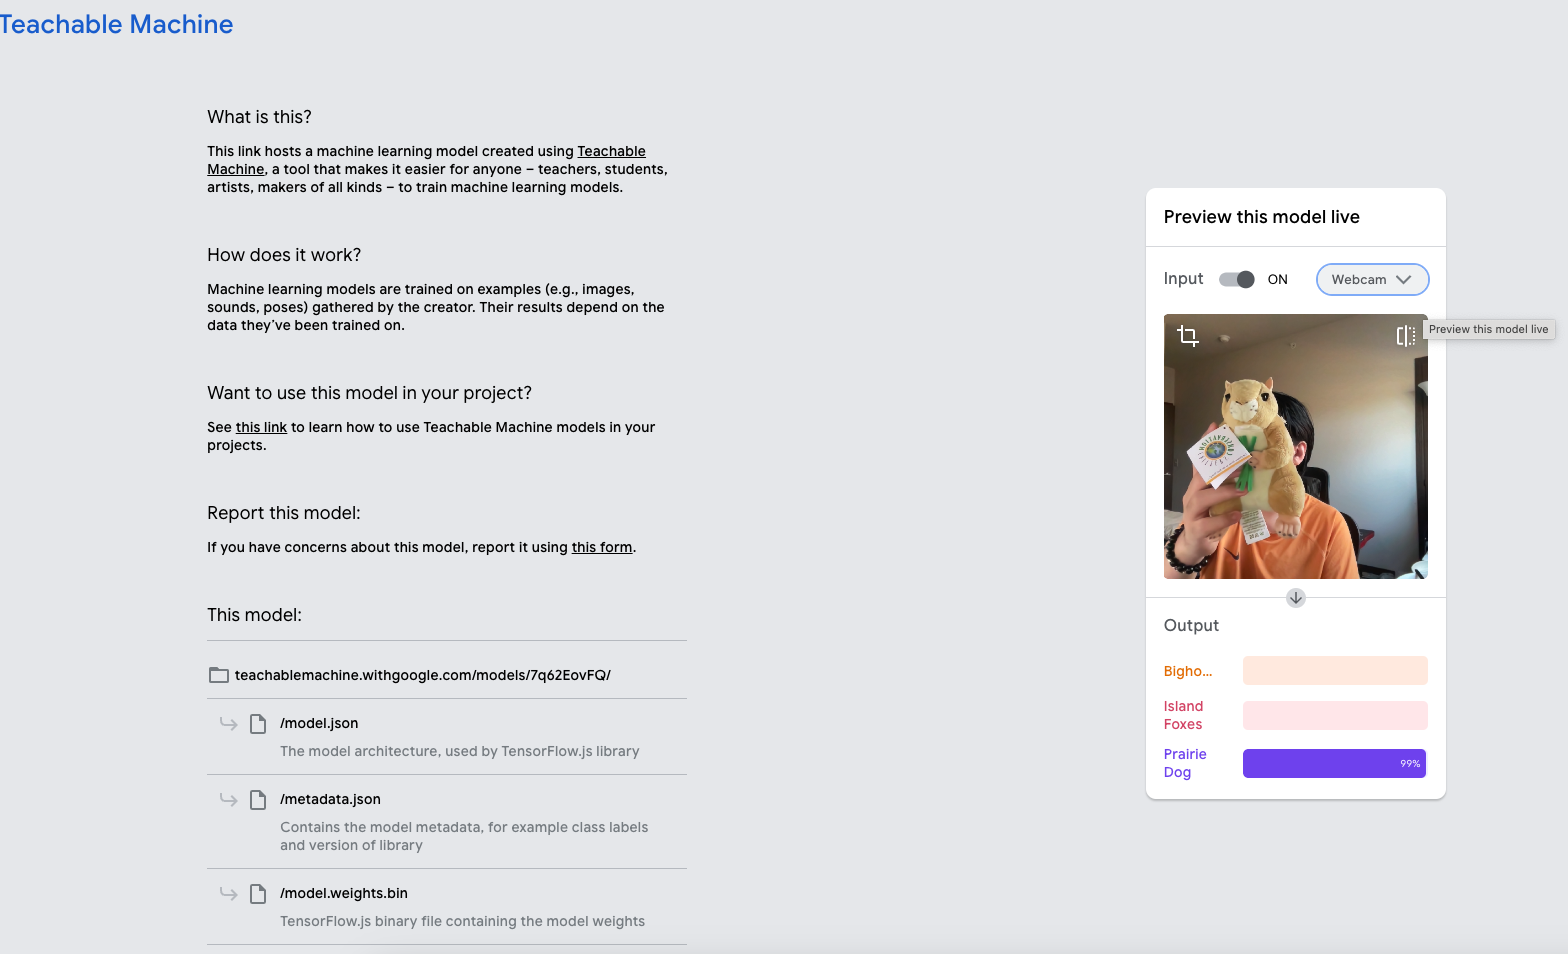 Teachable Machine
What is this?
This link hosts a machine learning model created using Teachable
Machine, a tool that makes it easier for anyone – teachers, students,
artists, makers of all kinds – to train machine learning models.
How does it work?
Machine learning models are trained on examples (e.g., images,
sounds, poses) gathered by the creator. Their results depend on the
data they’ve been trained on.
Want to use this model in your project?
See this link to learn how to use Teachable Machine models in your
projects.
Report this model:
If you have concerns about this model, report it using this form.
This model:
teachablemachine.withgoogle.com/models/7q62EovFQ/
/model.json
The model architecture, used by TensorFlow.js library
/metadata.json
Contains the model metadata, for example class labels
and version of library
/model.weights.bin
TensorFlow.js binary file containing the model weights
Preview this model live
Input ON Webcam
Preview this model live
Output
Bigho...
Island
Foxes
Prairie
Dog
99%